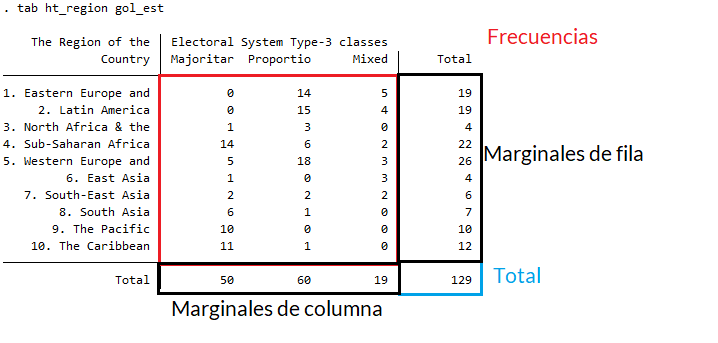 . tab ht_region gol_est
The Region of the Electoral System Type-3 classes Frecuencias
Country Majoritar Proportio Mixed Total
1. Eastern Europe and 0 14 5 19
2. Latin America 0 15 4 19
3. North Africa & the 1 3 0 4
4. Sub-Saharan Africa 14 6 2 22
5. Western Europe and 5 18 3 26 Marginales de fila
6. East Asia 1 0 3 4
7. South-East Asia 2 2 2 6
8. South Asia 6 1 0 7
9. The Pacific 10 0 0 10
10. The Caribbean 11 1 0 12
Total 50 60 19 129 Total
Marginales de columna